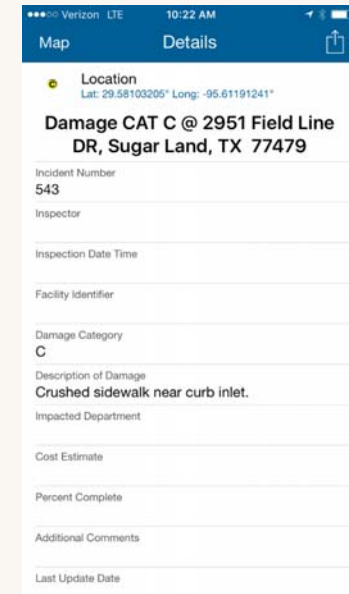 Verizon LTE 10:22 AM
Map Details
Location
Lat: 29.58103205° Long: -95.61191241°
Damage CAT C @ 2951 Field Line
DR, Sugar Land, TX 77479
Incident Number
543
Inspector
Inspection Date Time
Facility Identifier
Damage Category
C
Description of Damage
Crushed sidewalk near curb inlet.
Impacted Department
Cost Estimate
Percent Complete
Additional Comments
Last Update Date